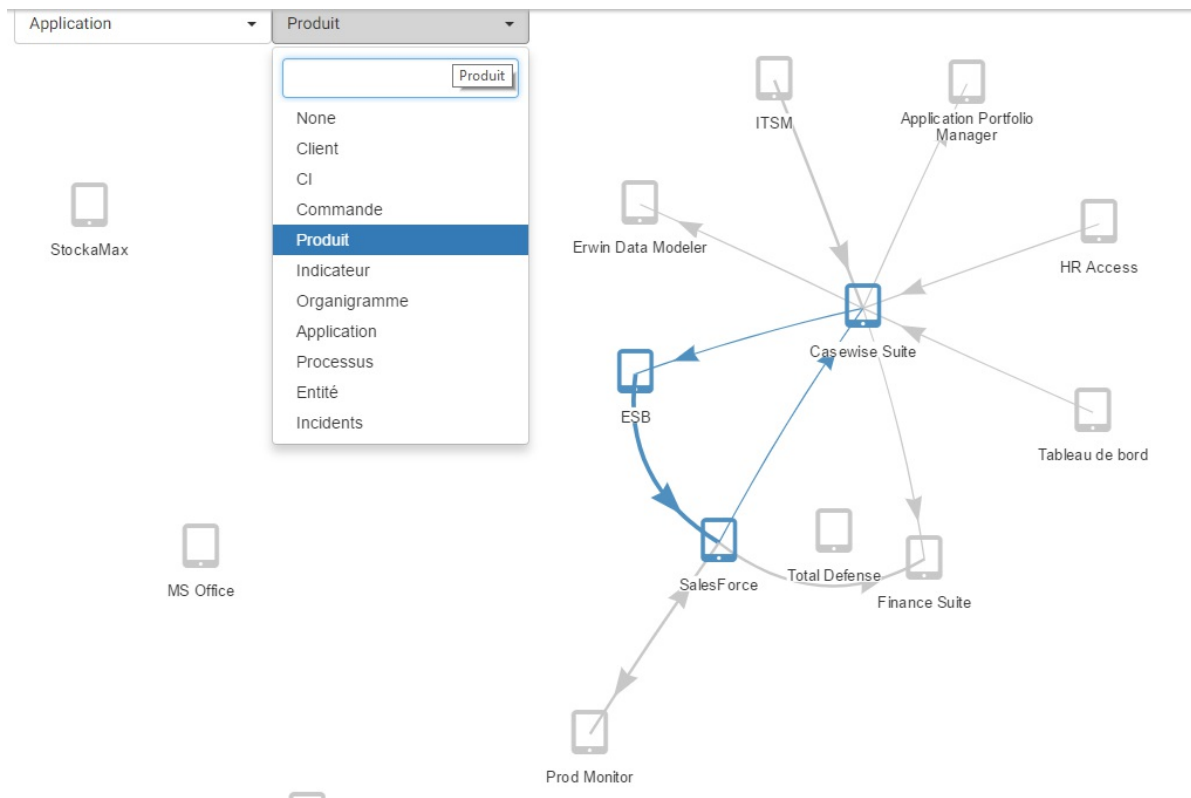 Application
Produit
Produit
None
Client
CI
Commande
Produit
Indicateur
Organigramme
Application
Processus
Entité
Incidents
ITSM
Application Portfolio
Manager
StockaMax
Erwin Data Modeler
HR Access
Casewise Suite
ESB
Tableau de bord
MS Office
SalesForce
Total Defense
Finance Suite
Prod Monitor